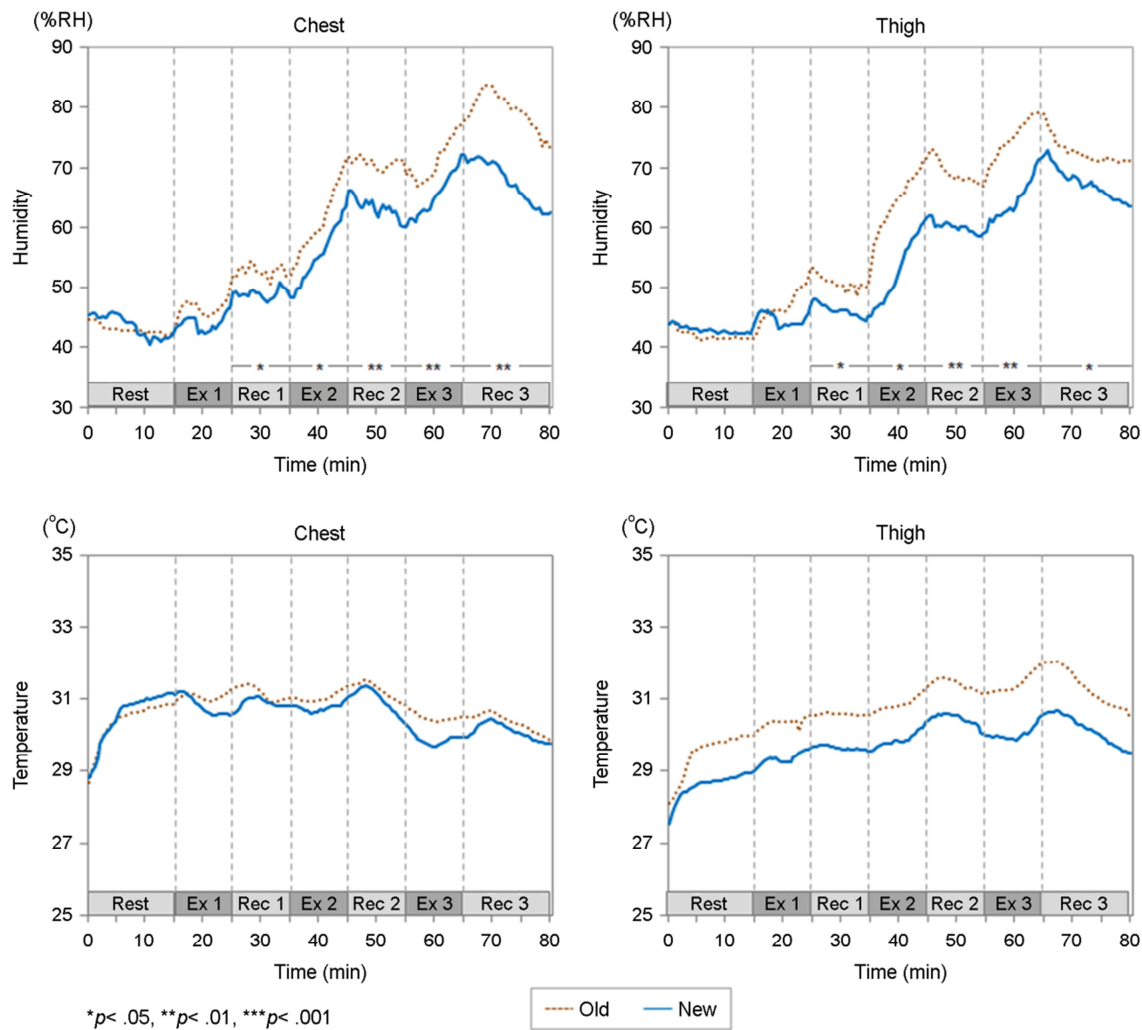 (%RH)
Chest
90
80
70
60
50
40
30
Humidity
* * ** ** **
Rest Ex 1 Rec 1 Ex 2 Rec 2 Ex 3 Rec 3
0 10 20 30 40 50 60 70 80
Time (min)
(%RH)
Thigh
90
80
70
60
50
40
30
Humidity
* * ** ** *
Rest Ex 1 Rec 1 Ex 2 Rec 2 Ex 3 Rec 3
0 10 20 30 40 50 60 70 80
Time (min)
(°C)
Chest
35
33
31
29
27
25
Temperature
Rest Ex 1 Rec 1 Ex 2 Rec 2 Ex 3 Rec 3
0 10 20 30 40 50 60 70 80
Time (min)
(°C)
Thigh
35
33
31
29
27
25
Temperature
Rest Ex 1 Rec 1 Ex 2 Rec 2 Ex 3 Rec 3
0 10 20 30 40 50 60 70 80
Time (min)
*p< .05, **p< .01, ***p< .001
Old New